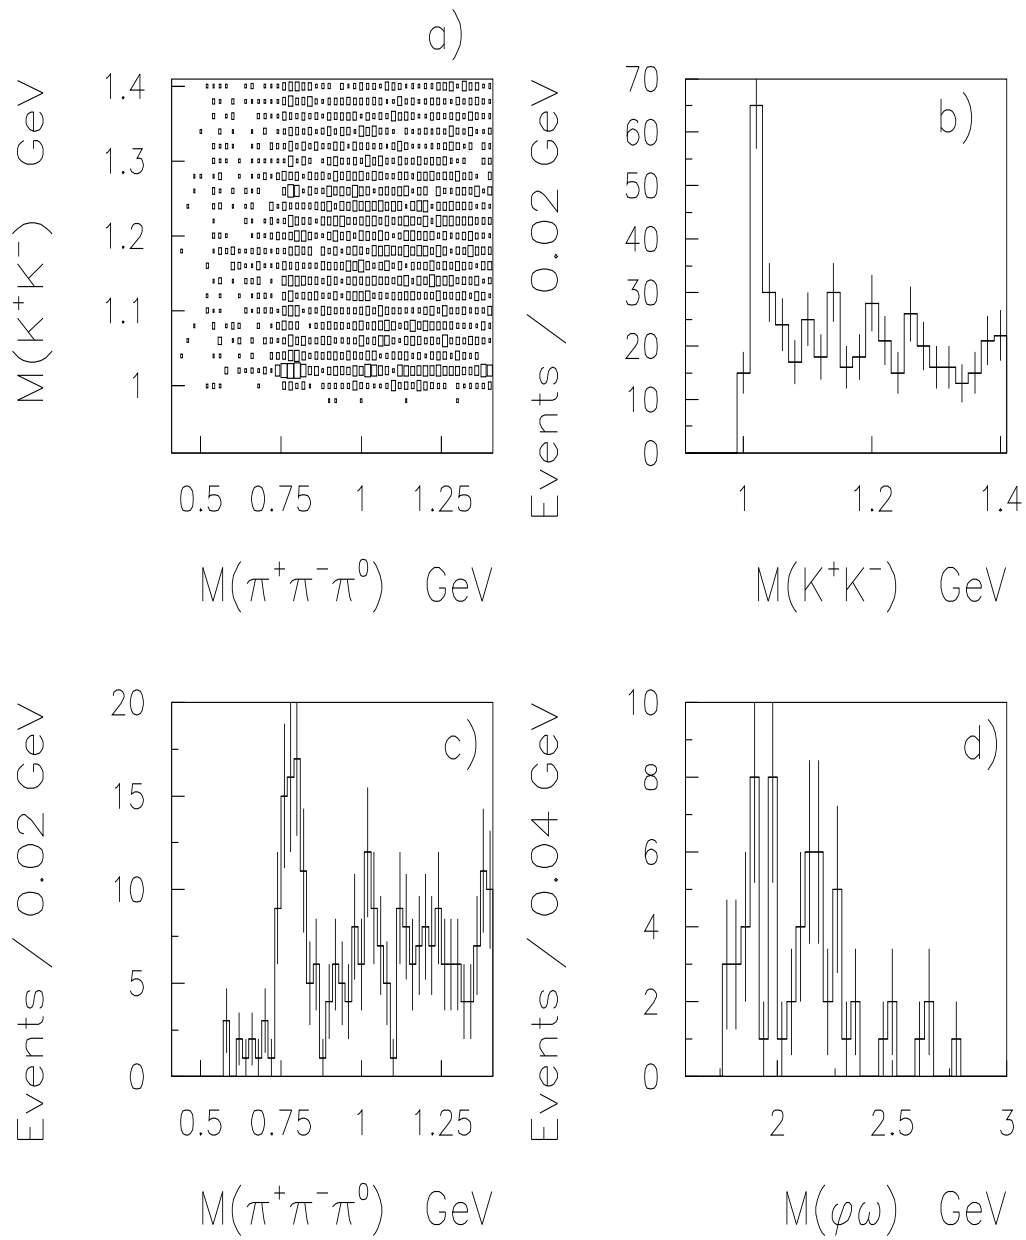 a)
M(K⁺K⁻) GeV
1.4
1.3
1.2
1.1
1
0.5 0.75 1 1.25
M(π⁺π⁻π⁰) GeV
b)
Events / 0.02 GeV
70
60
50
40
30
20
10
0
1 1.2 1.4
M(K⁺K⁻) GeV
c)
Events / 0.02 GeV
20
15
10
5
0
0.5 0.75 1 1.25
M(π⁺π⁻π⁰) GeV
d)
Events / 0.04 GeV
10
8
6
4
2
0
2 2.5 3
M(φω) GeV